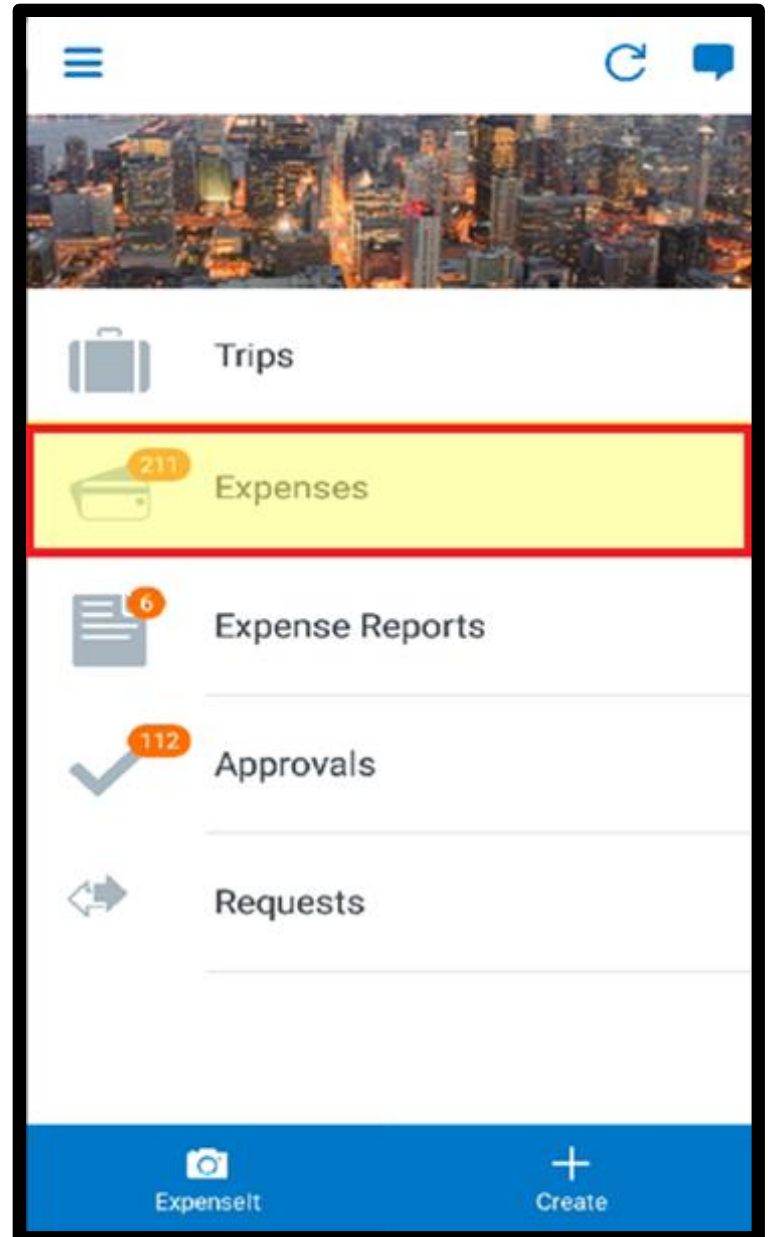 Trips
211
Expenses
6
Expense Reports
112
Approvals
Requests
ExpenseIt
Create